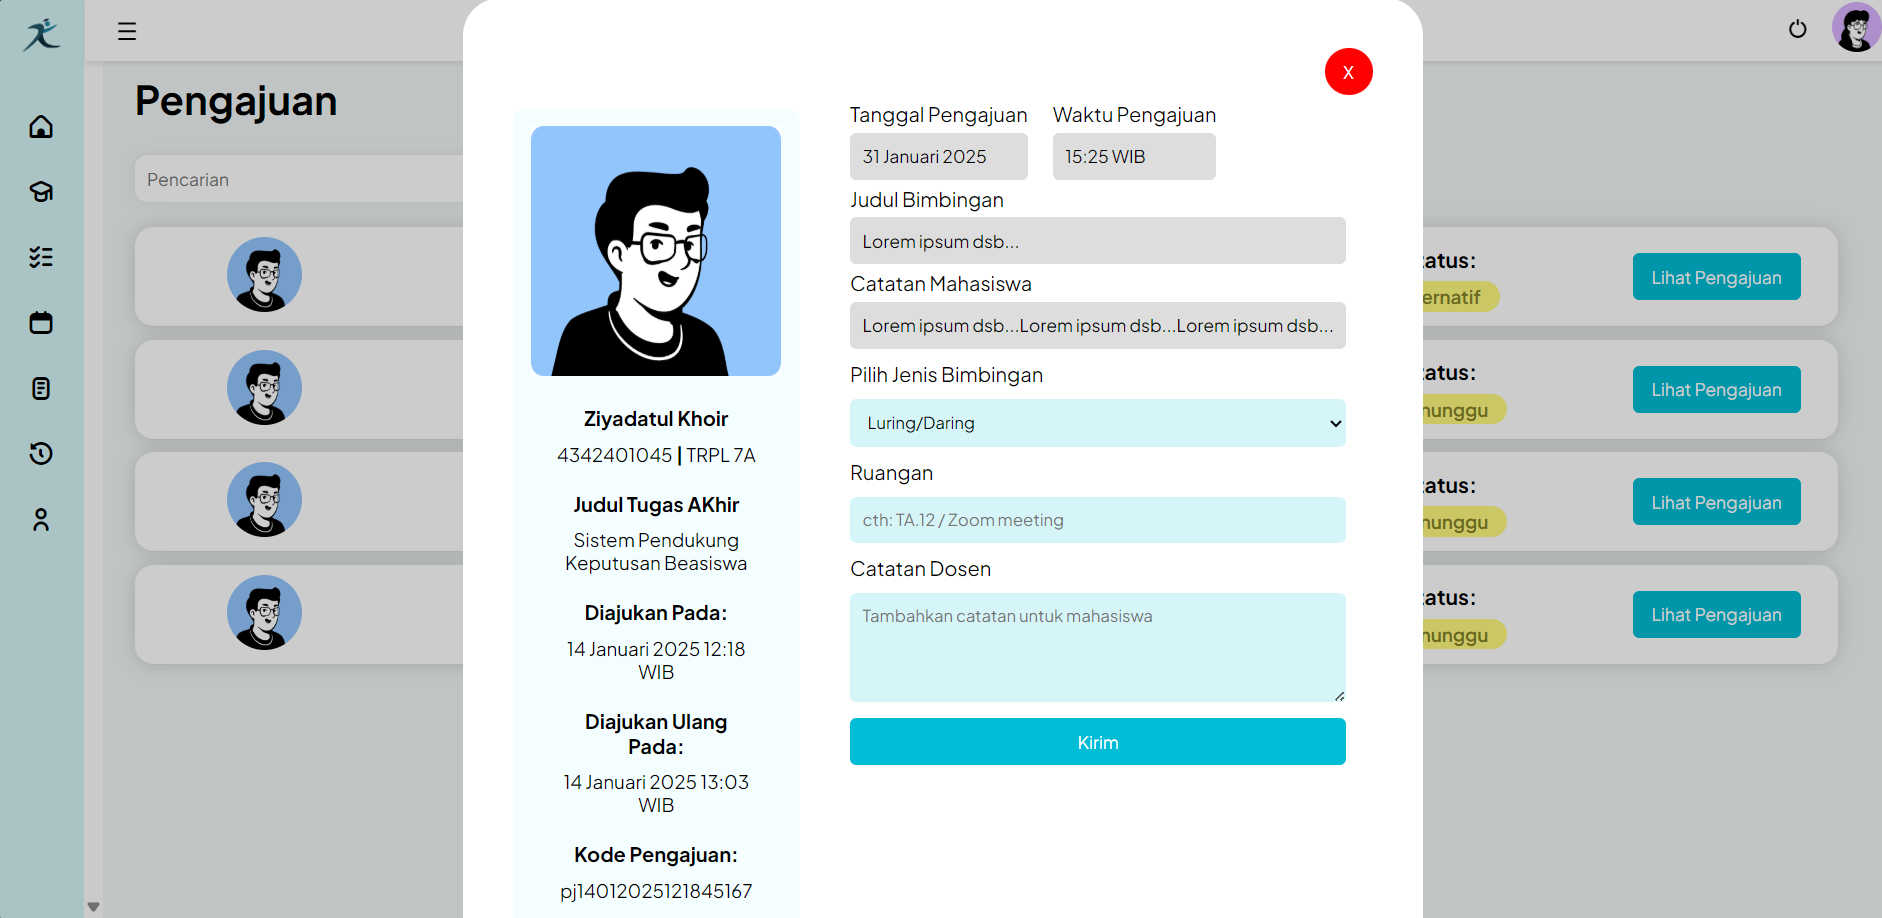 Pengajuan
Pencarian
X
Ziyadatul Khoir
4342401045 | TRPL 7A
Judul Tugas AKhir
Sistem Pendukung
Keputusan Beasiswa
Diajukan Pada:
14 Januari 2025 12:18
WIB
Diajukan Ulang
Pada:
14 Januari 2025 13:03
WIB
Kode Pengajuan:
pj14012025121845167
Tanggal Pengajuan Waktu Pengajuan
31 Januari 2025 15:25 WIB
Judul Bimbingan
Lorem ipsum dsb...
Catatan Mahasiswa
Lorem ipsum dsb...Lorem ipsum dsb...Lorem ipsum dsb...
Pilih Jenis Bimbingan
Luring/Daring
Ruangan
cth: TA.12 / Zoom meeting
Catatan Dosen
Tambahkan catatan untuk mahasiswa
Kirim
atus:
ernatif
Lihat Pengajuan
atus:
nunggu
Lihat Pengajuan
atus:
nunggu
Lihat Pengajuan
atus:
nunggu
Lihat Pengajuan